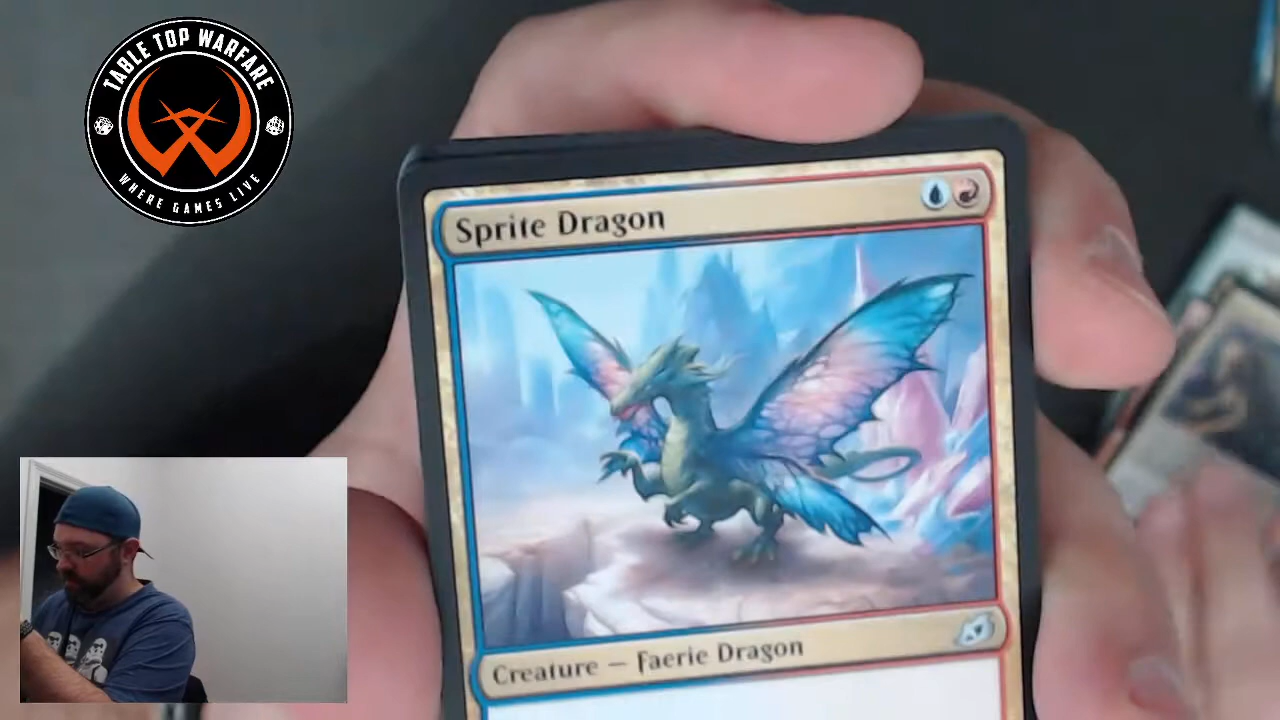 TABLE TOP WARFARE
WHERE GAMES LIVE
Sprite Dragon
Creature — Faerie Dragon